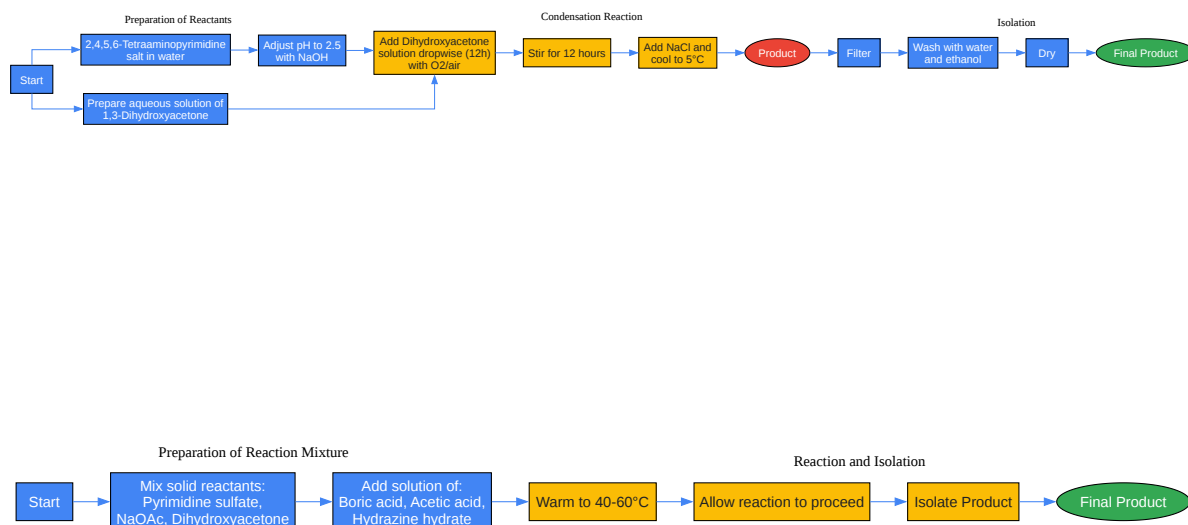 Preparation of Reactants
Condensation Reaction
Isolation
Start
2,4,5,6-Tetraaminopyrimidine
salt in water
Adjust pH to 2.5
with NaOH
Add Dihydroxyacetone
solution dropwise (12h)
with O2/air
Stir for 12 hours
Add NaCl and
cool to 5°C
Product
Filter
Wash with water
and ethanol
Dry
Final Product
Prepare aqueous solution of
1,3-Dihydroxyacetone
Preparation of Reaction Mixture
Reaction and Isolation
Start
Mix solid reactants:
Pyrimidine sulfate,
NaOAc, Dihydroxyacetone
Add solution of:
Boric acid, Acetic acid,
Hydrazine hydrate
Warm to 40-60°C
Allow reaction to proceed
Isolate Product
Final Product